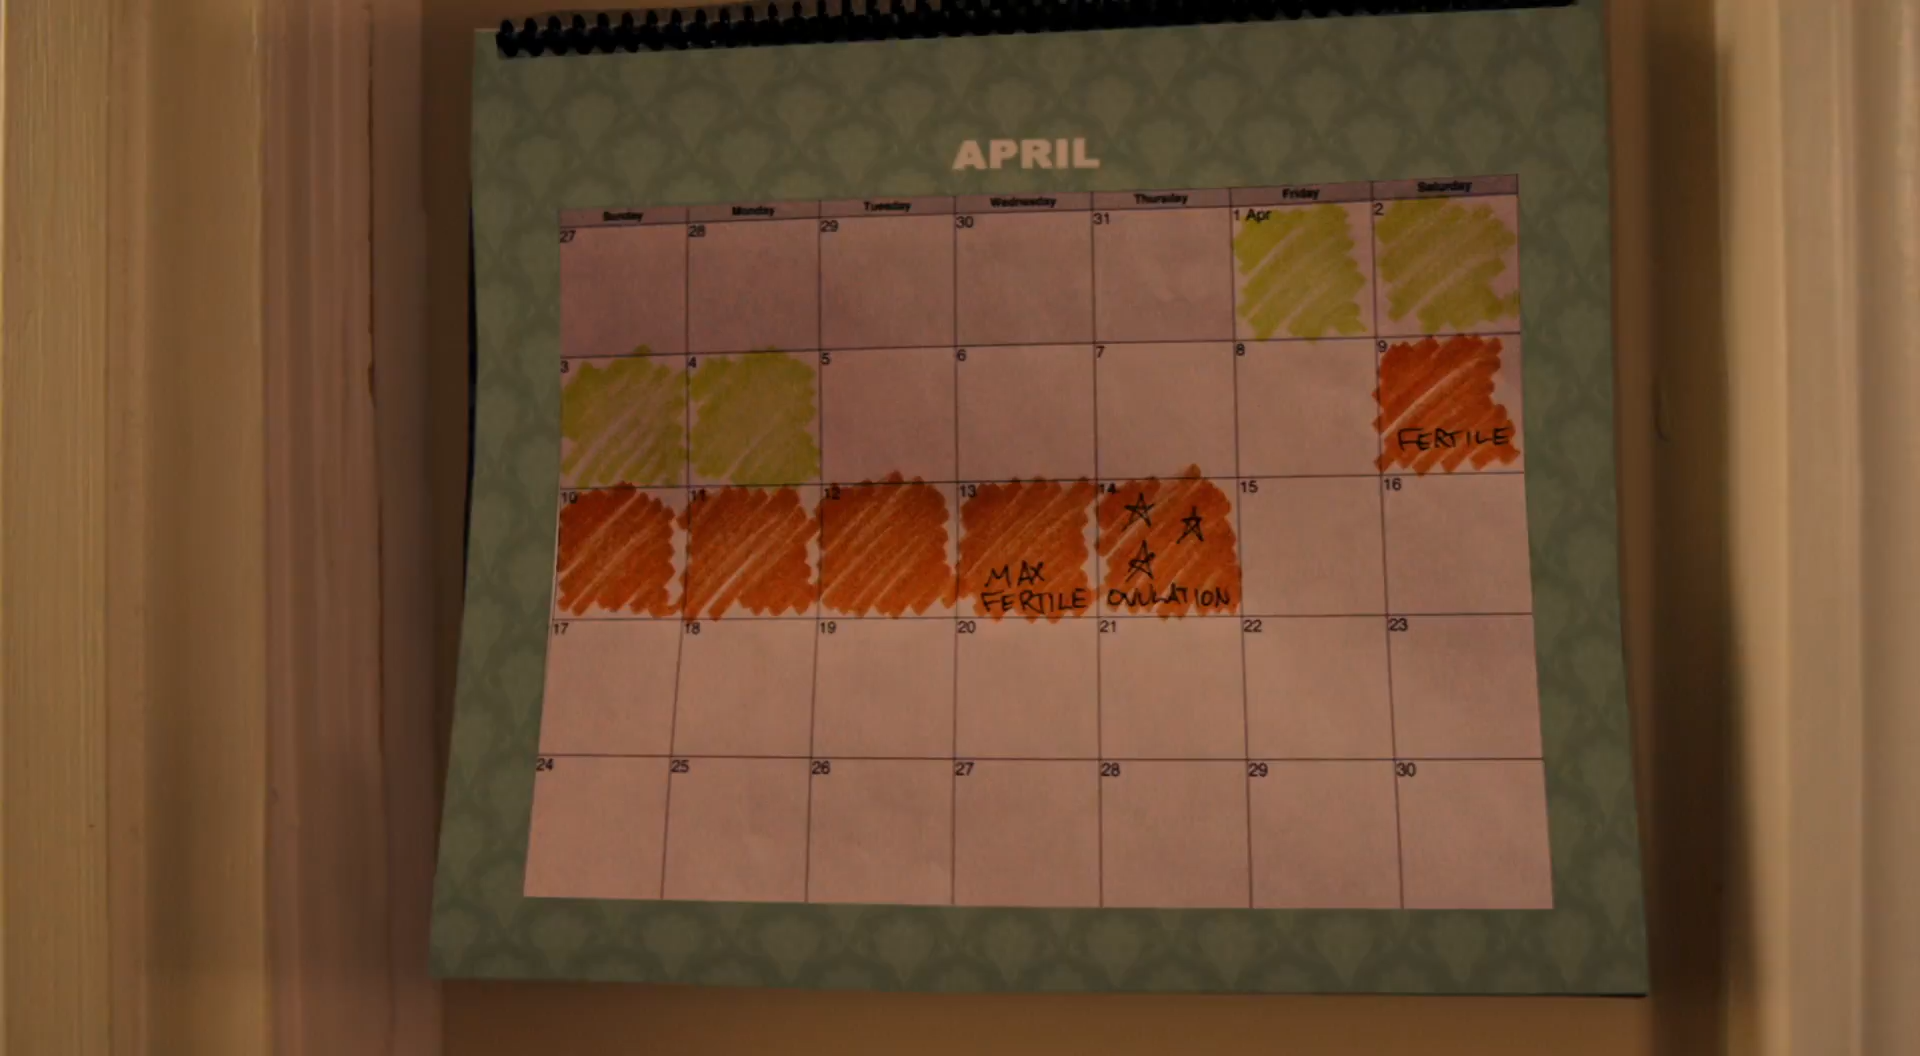 APRIL
Sunday Monday Tuesday Wednesday Thursday Friday Saturday
27 28 29 30 31 1 Apr 2
3 4 5 6 7 8 9
FERTILE
10 11 12 13 14 15 16
MAX
FERTILE OVULATION
17 18 19 20 21 22 23
24 25 26 27 28 29 30